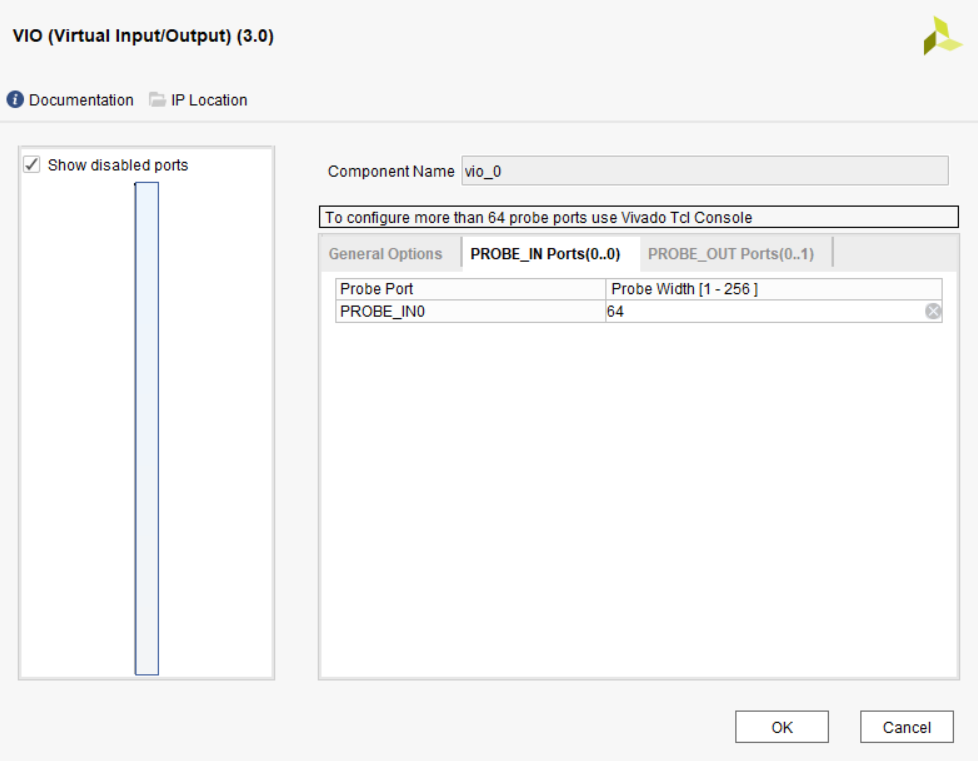 VIO (Virtual Input/Output) (3.0)
Documentation IP Location
Show disabled ports
Component Name vio_0
To configure more than 64 probe ports use Vivado Tcl Console
General Options PROBE_IN Ports(0..0) PROBE_OUT Ports(0..1)
Probe Port Probe Width [1 - 256 ]
PROBE_IN0 64
OK Cancel